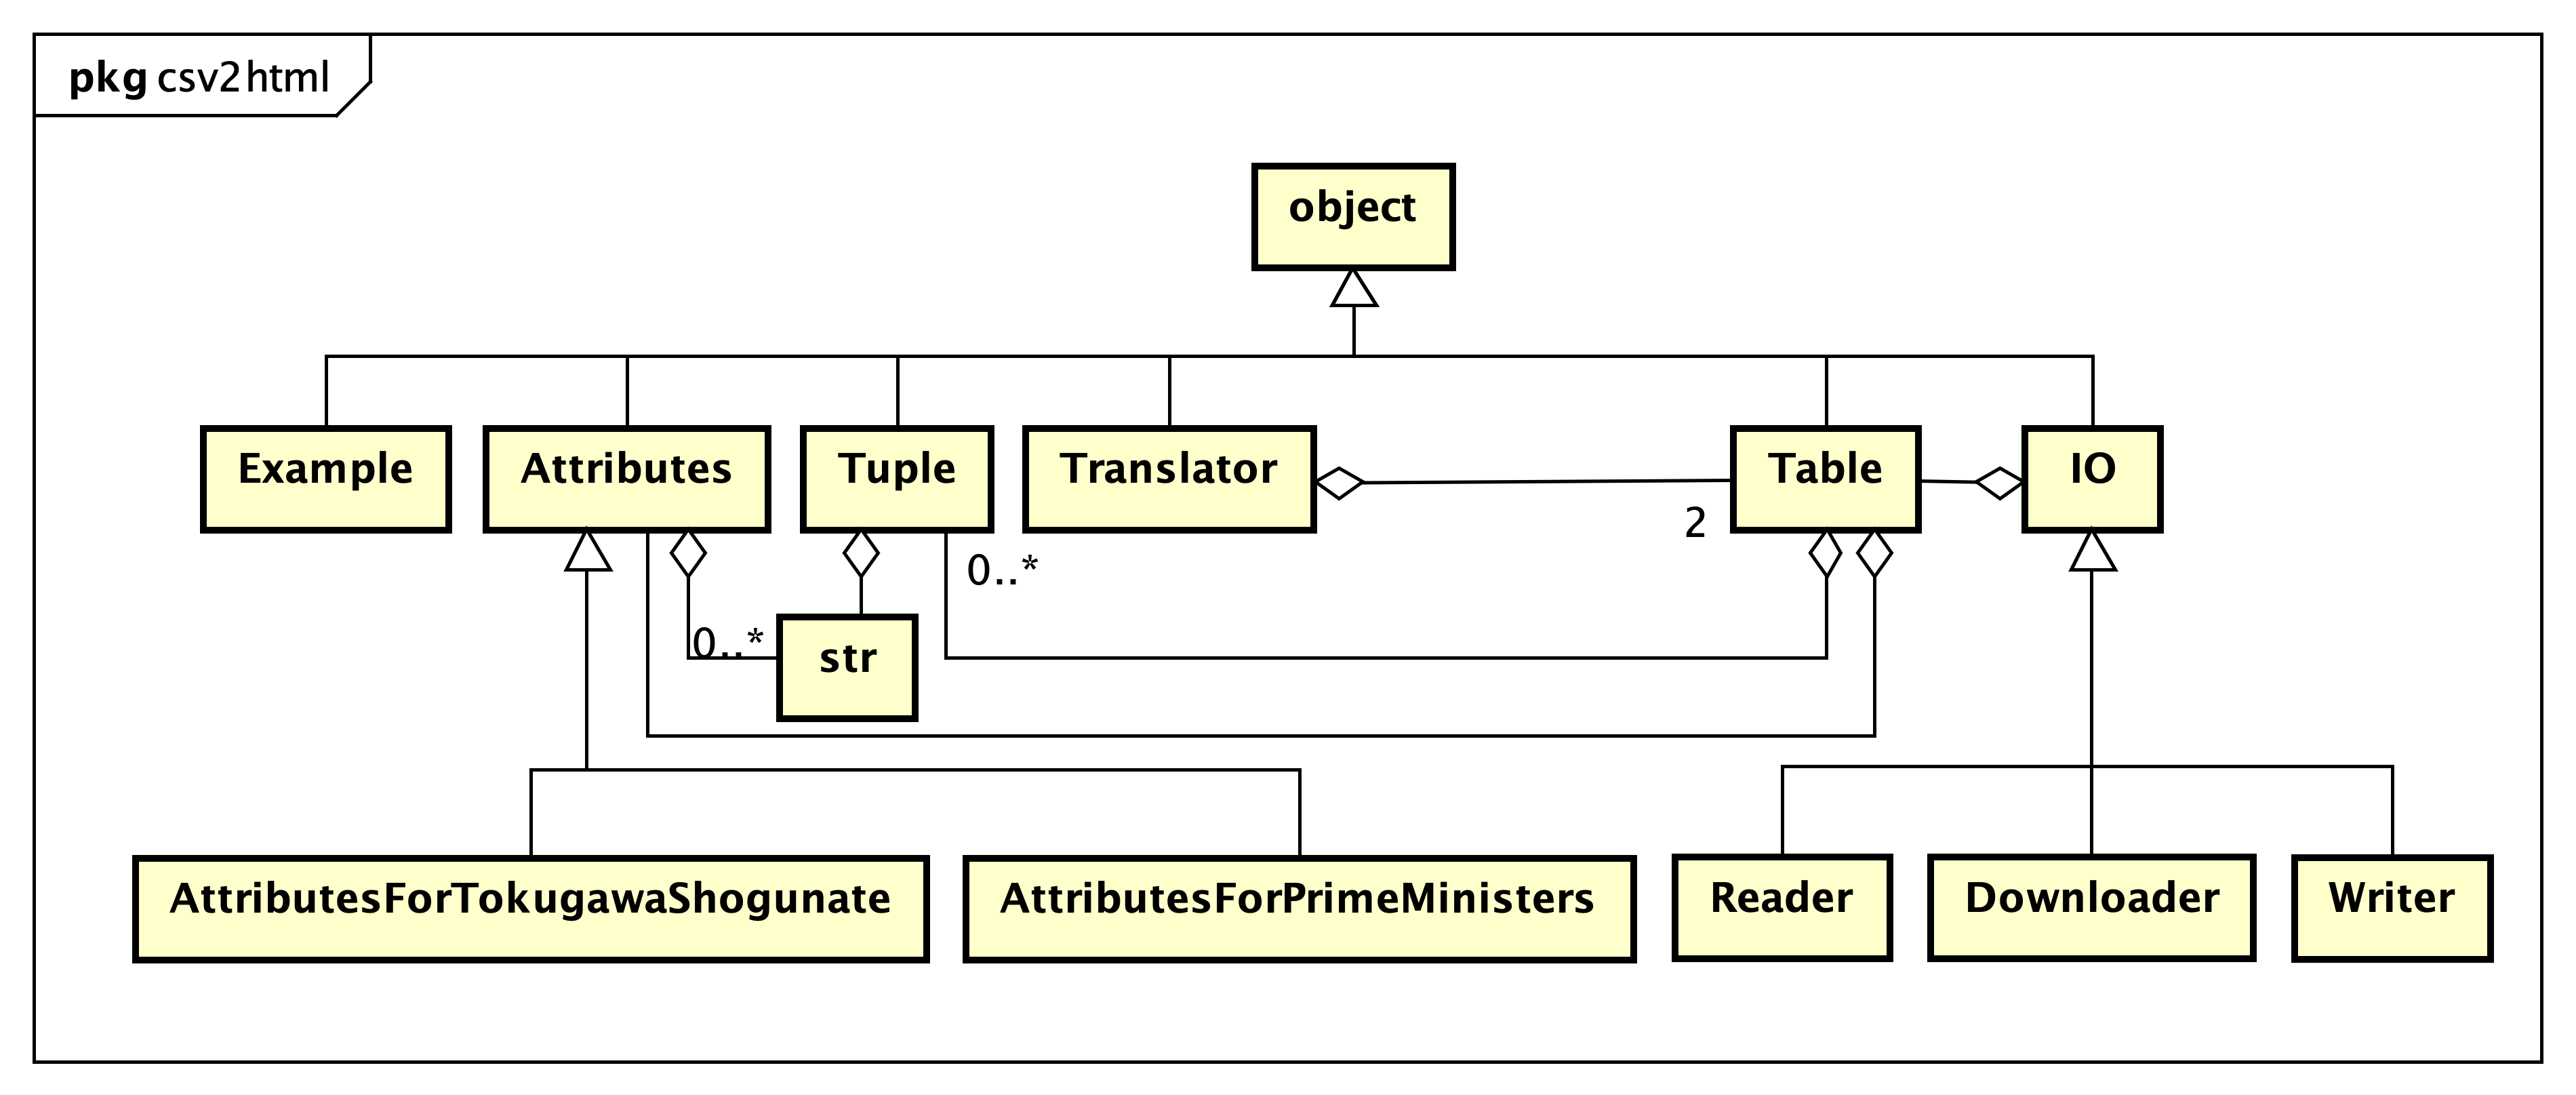 pkg csv2html
object
Example
Attributes
Tuple
Translator
Table
IO
2
0..*
0..*
str
AttributesForTokugawaShogunate
AttributesForPrimeMinisters
Reader
Downloader
Writer